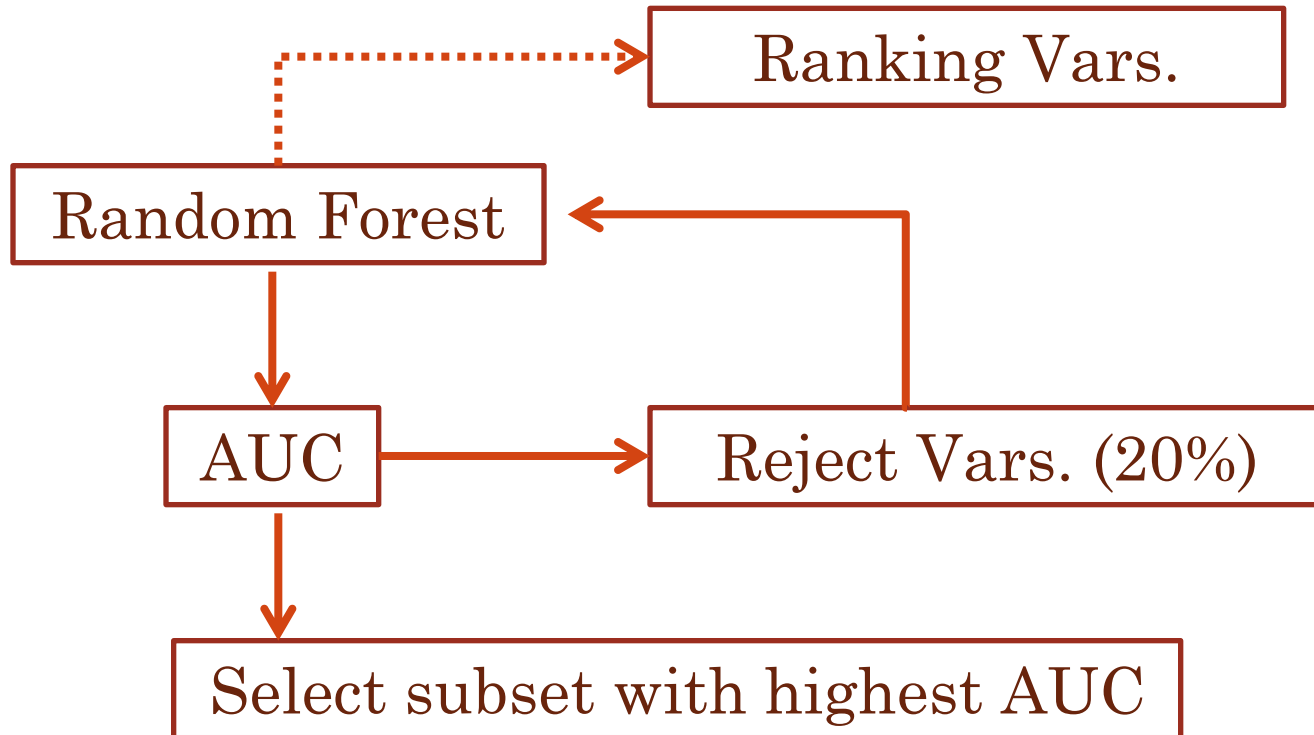 Ranking Vars.
Random Forest
AUC
Reject Vars. (20%)
Select subset with highest AUC